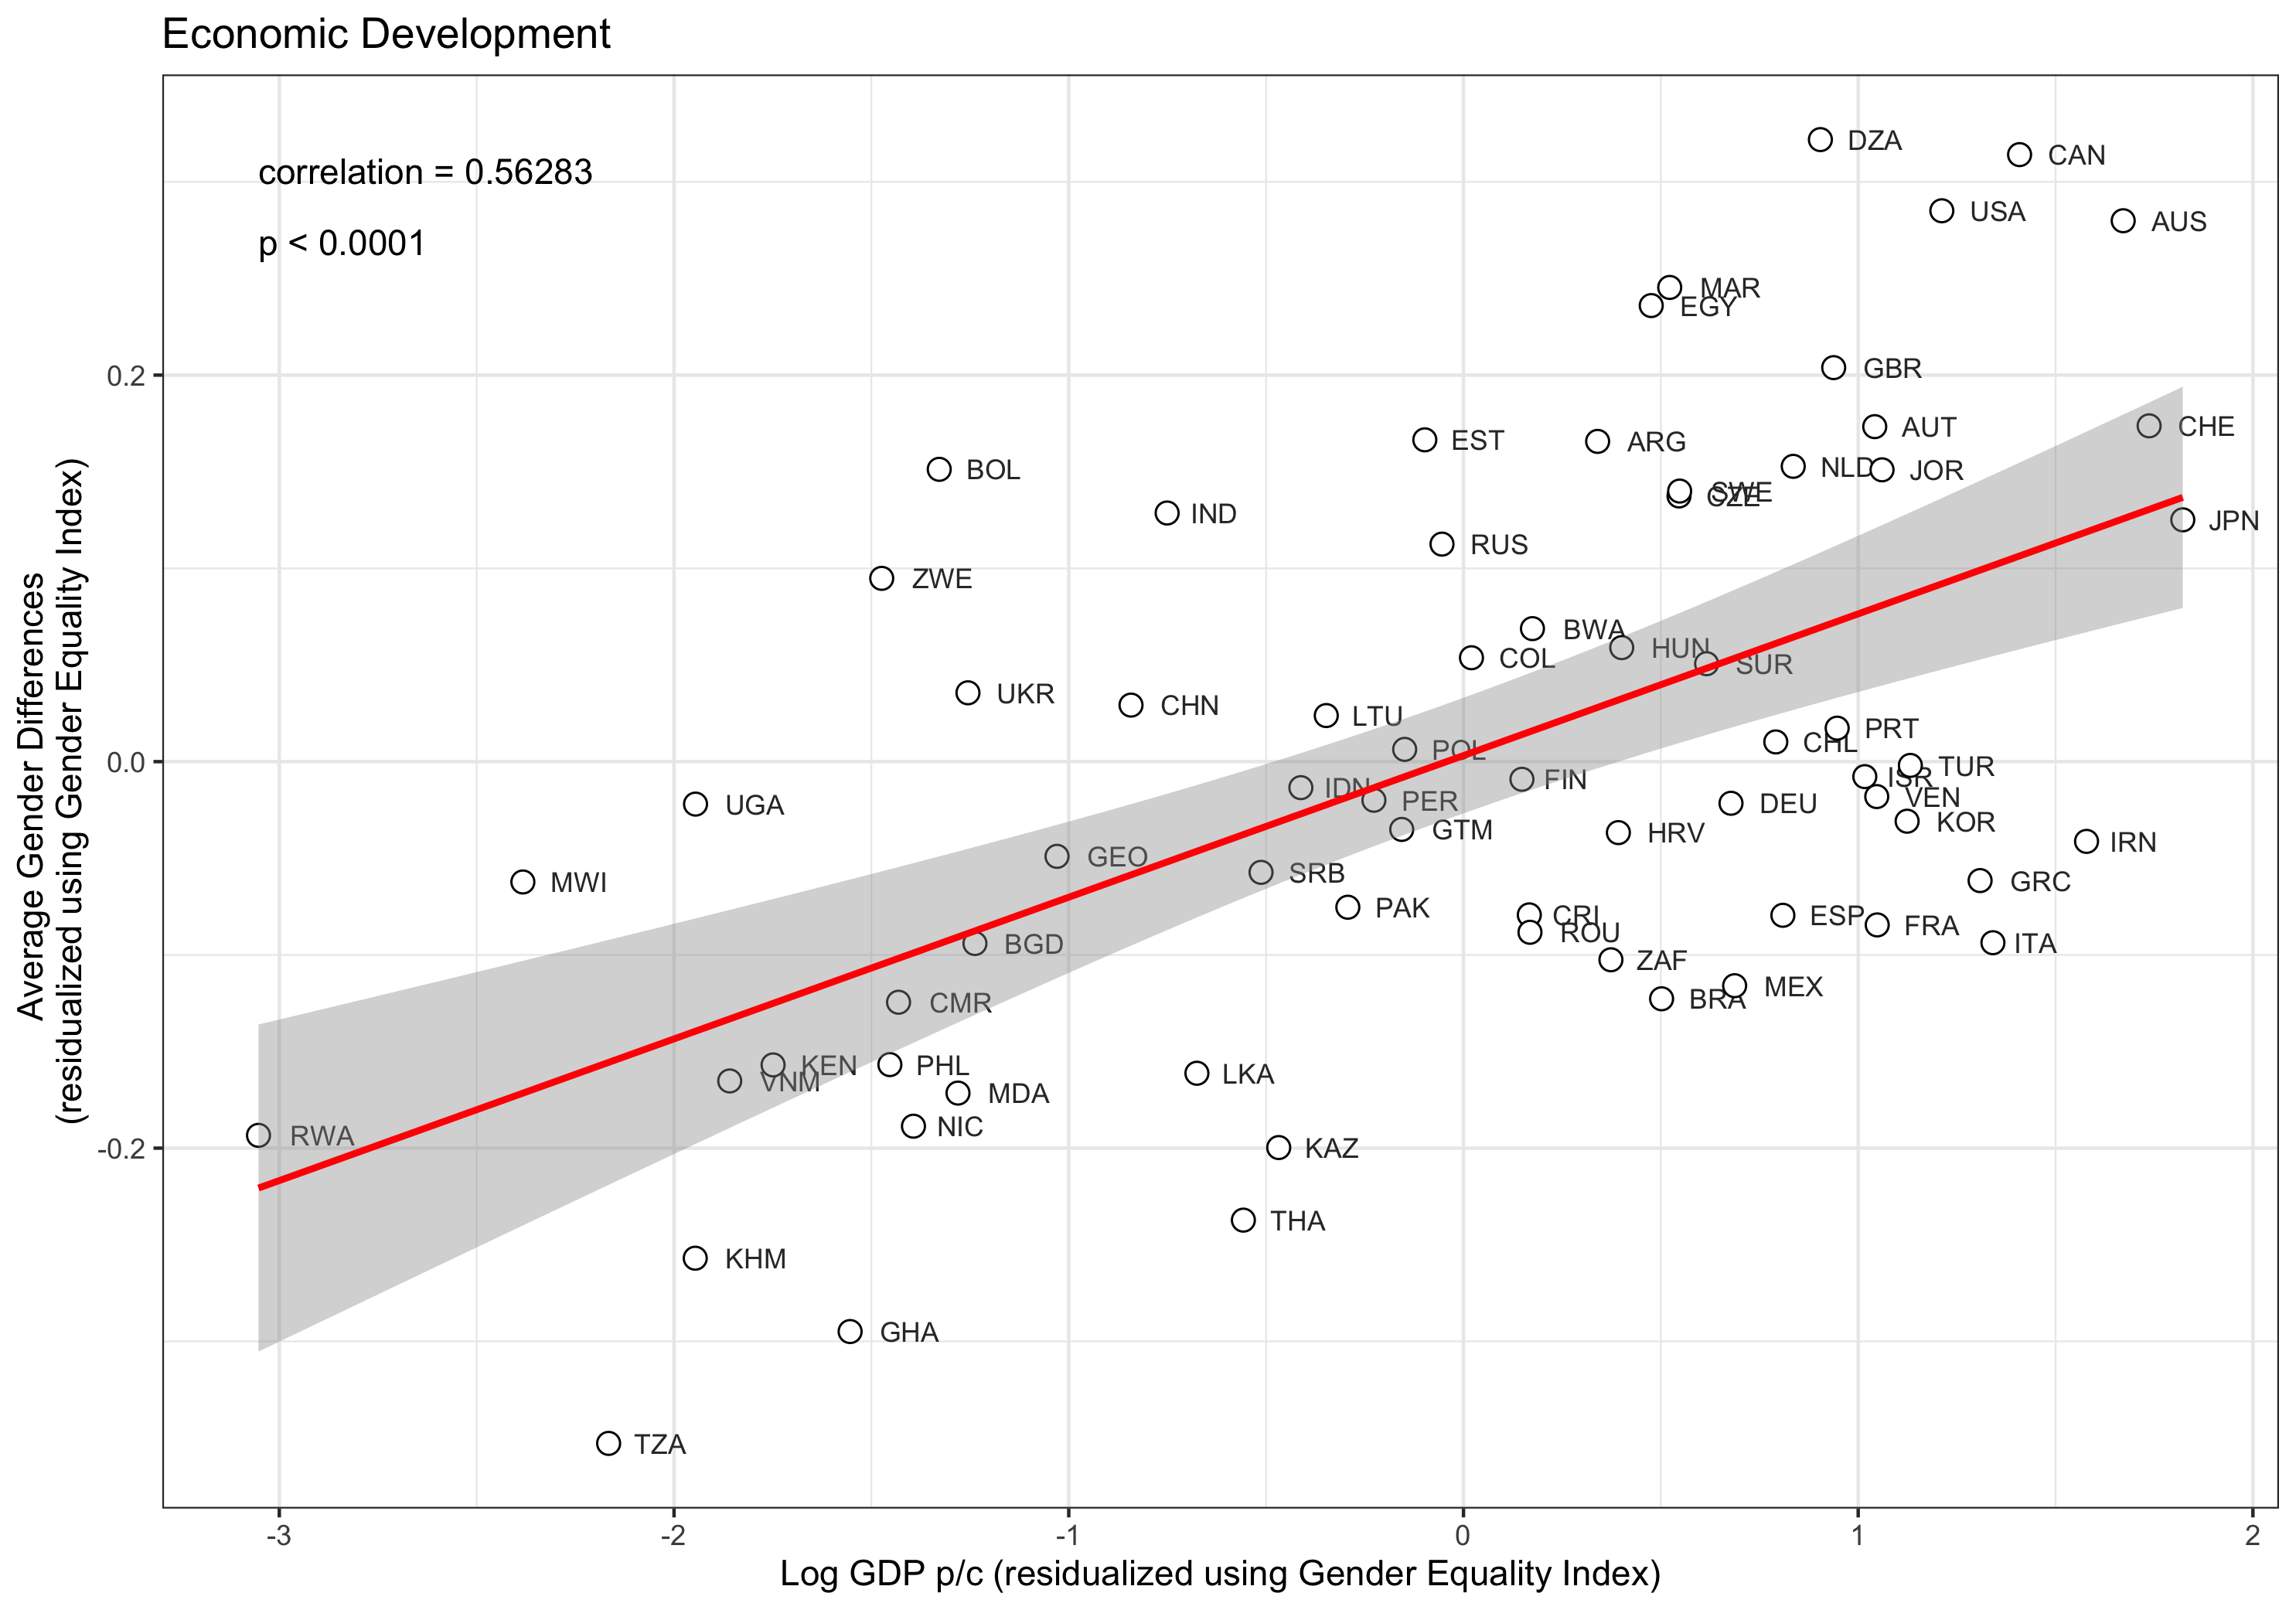 Economic Development
correlation = 0.56283
p < 0.0001
Average Gender Differences
(residualized using Gender Equality Index)
0.2
0.0
-0.2
DZA
CAN
USA
AUS
MAR
EGY
GBR
AUT
CHE
EST
ARG
BOL
NLD
JOR
SWE
CZE
IND
JPN
RUS
ZWE
BWA
HUN
COL
SUR
UKR
CHN
LTU
PRT
CHL
POL
TUR
ISR
FIN
IDN
VEN
PER
UGA
DEU
KOR
GTM
HRV
IRN
GEO
SRB
MWI
GRC
PAK
CRI
ESP
FRA
ROU
ITA
BGD
ZAF
MEX
BRA
CMR
KEN
PHL
LKA
VNM
MDA
NIC
RWA
KAZ
THA
KHM
GHA
TZA
-3 -2 -1 0 1 2
Log GDP p/c (residualized using Gender Equality Index)